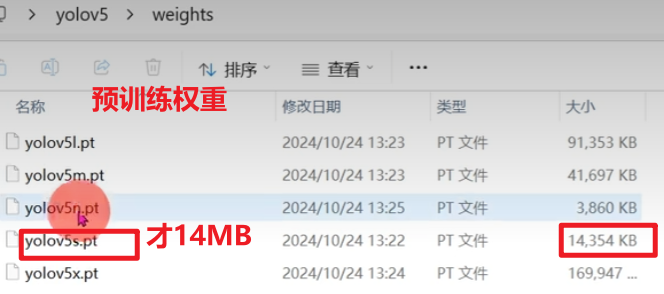 yolov5 > weights
排序 查看 ...
预训练权重
名称 修改日期 类型 大小
yolov5l.pt 2024/10/24 13:23 PT 文件 91,353 KB
yolov5m.pt 2024/10/24 13:23 PT 文件 41,697 KB
yolov5n.pt 2024/10/24 13:25 PT 文件 3,860 KB
yolov5s.pt 才14MB 2024/10/24 13:22 PT 文件 14,354 KB
yolov5x.pt 2024/10/24 13:24 PT 文件 169,947 ...